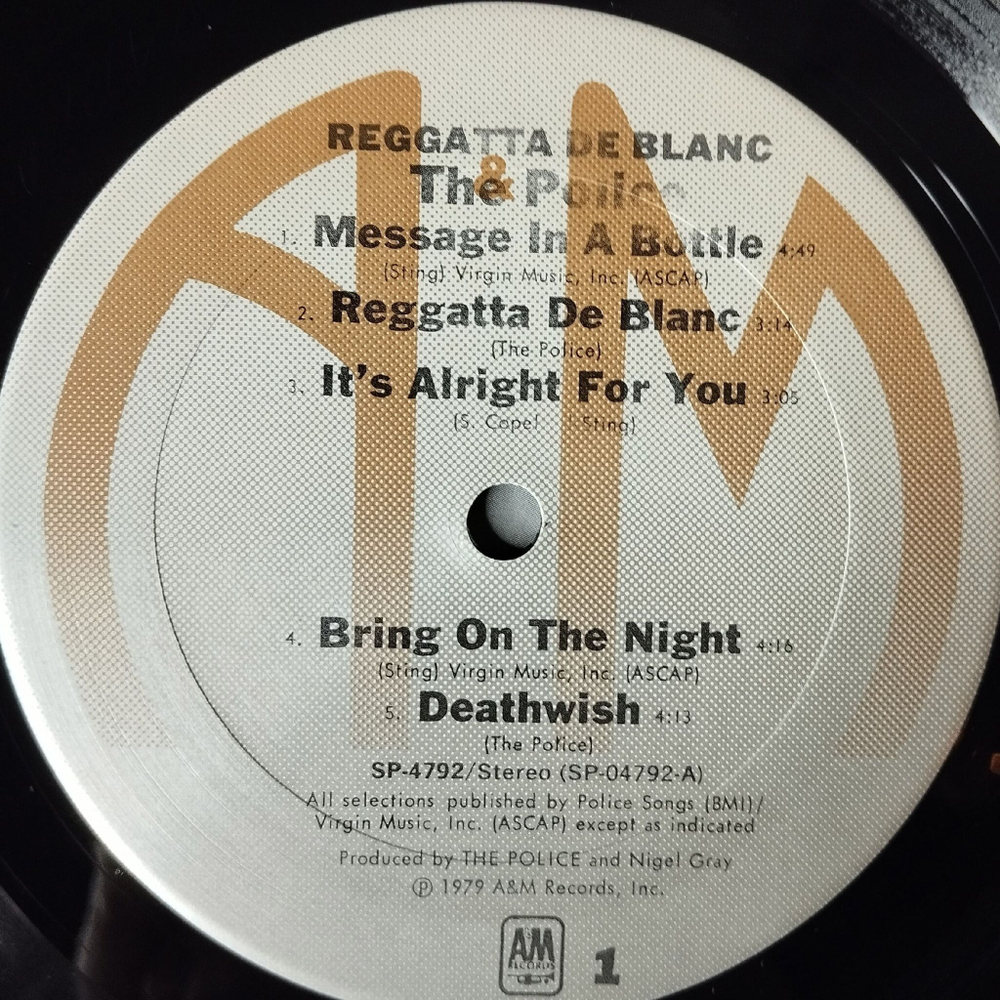 REGGATTA DE BLANC
&
The Police
1. Message In A Bottle 4:49
(Sting) Virgin Music, Inc. (ASCAP)
2. Reggatta De Blanc 3:14
(The Police)
3. It's Alright For You 3:05
(S. Copel Sting)
4. Bring On The Night 4:16
(Sting) Virgin Music, Inc. (ASCAP)
5. Deathwish 4:13
(The Police)
SP-4792/Stereo (SP-04792-A)
All selections published by Police Songs (BMI)/
Virgin Music, Inc. (ASCAP) except as indicated
Produced by THE POLICE and Nigel Gray
Ⓟ 1979 A&M Records, Inc.
A&M
RECORDS
1